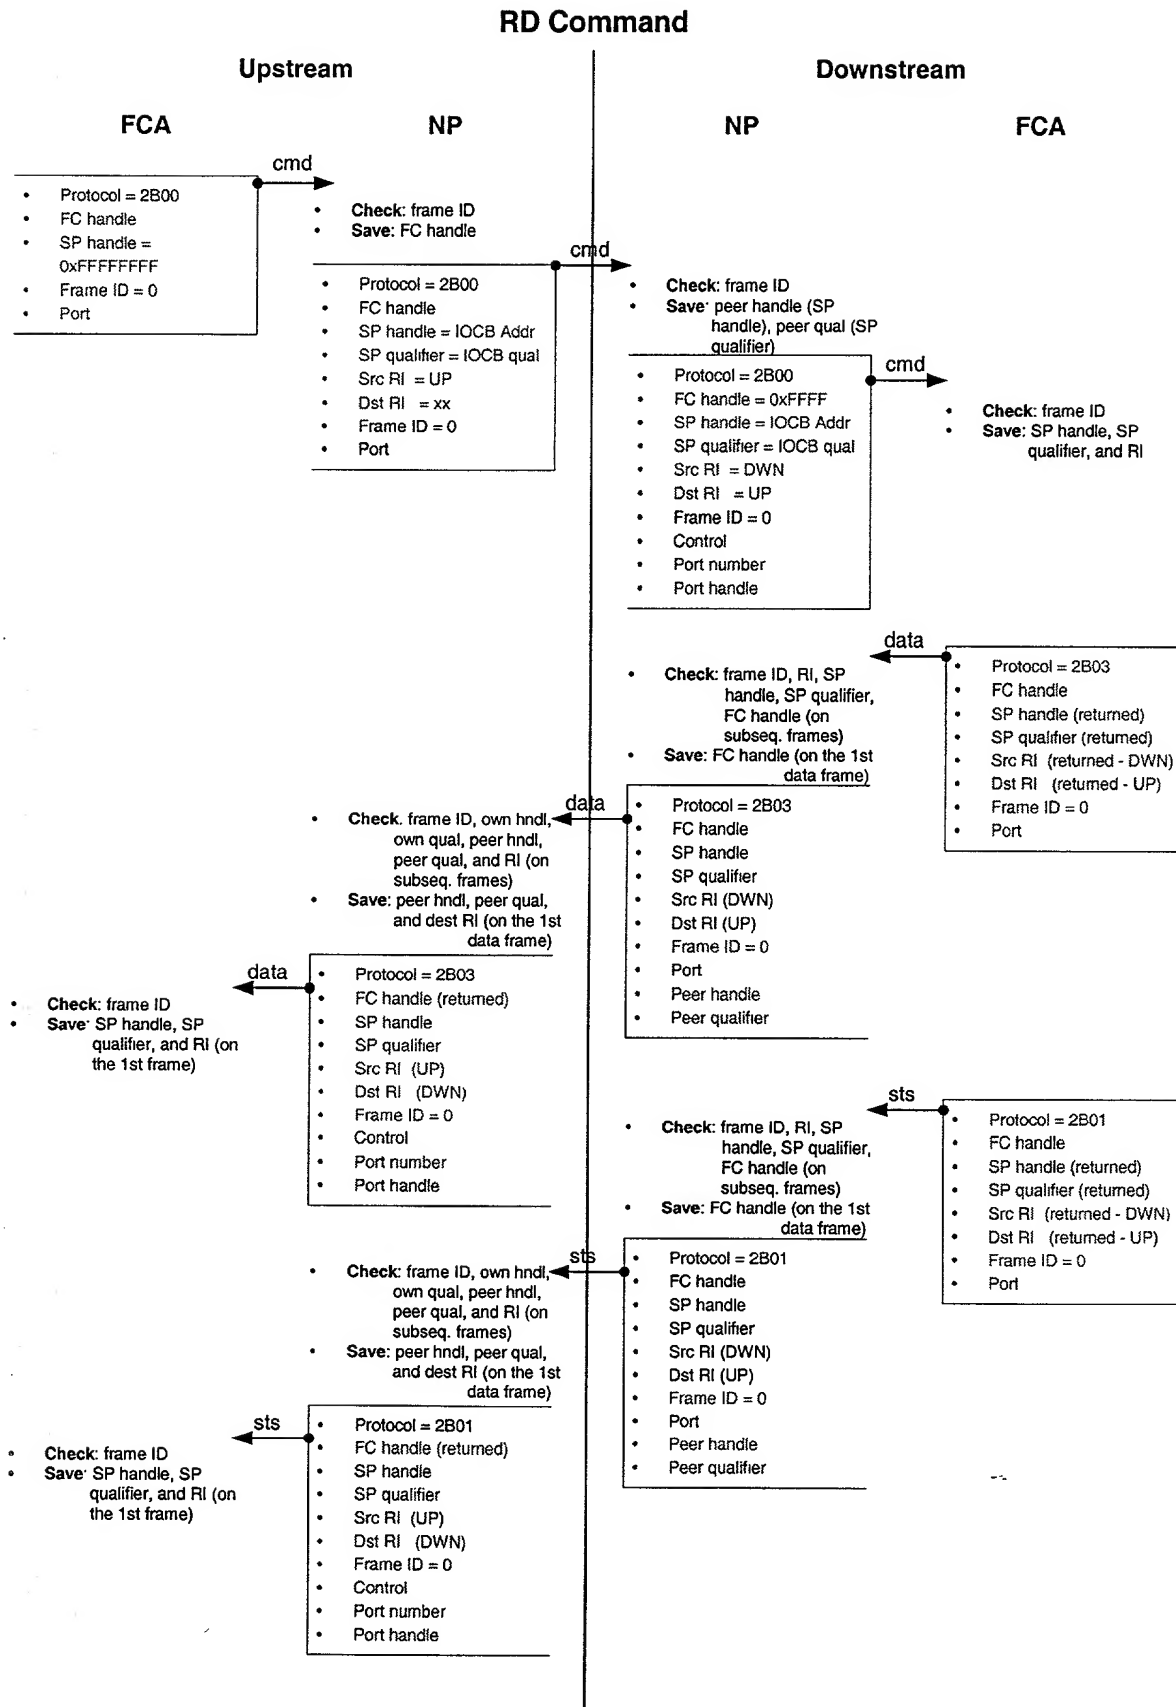 RD Command
Upstream
Downstream
FCA
NP
NP
FCA
cmd
• Protocol = 2B00
• FC handle
• SP handle =
0xFFFFFFFF
• Frame ID = 0
• Port
• Check: frame ID
• Save: FC handle
cmd
• Protocol = 2B00
• FC handle
• SP handle = IOCB Addr
• SP qualifier = IOCB qual
• Src RI = UP
• Dst RI = xx
• Frame ID = 0
• Port
• Check: frame ID
• Save: peer handle (SP
handle), peer qual (SP
qualifier)
cmd
• Protocol = 2B00
• FC handle = 0xFFFF
• SP handle = IOCB Addr
• SP qualifier = IOCB qual
• Src RI = DWN
• Dst RI = UP
• Frame ID = 0
• Control
• Port number
• Port handle
• Check: frame ID
• Save: SP handle, SP
qualifier, and RI
data
• Protocol = 2B03
• FC handle
• SP handle (returned)
• SP qualifier (returned)
• Src RI (returned - DWN)
• Dst RI (returned - UP)
• Frame ID = 0
• Port
• Check: frame ID, RI, SP
handle, SP qualifier,
FC handle (on
subseq. frames)
• Save: FC handle (on the 1st
data frame)
data
• Protocol = 2B03
• FC handle
• SP handle
• SP qualifier
• Src RI (DWN)
• Dst RI (UP)
• Frame ID = 0
• Port
• Peer handle
• Peer qualifier
• Check. frame ID, own hndl,
own qual, peer hndl,
peer qual, and RI (on
subseq. frames)
• Save: peer hndl, peer qual,
and dest RI (on the 1st
data frame)
data
• Protocol = 2B03
• FC handle (returned)
• SP handle
• SP qualifier
• Src RI (UP)
• Dst RI (DWN)
• Frame ID = 0
• Control
• Port number
• Port handle
• Check: frame ID
• Save: SP handle, SP
qualifier, and RI (on
the 1st frame)
sts
• Protocol = 2B01
• FC handle
• SP handle (returned)
• SP qualifier (returned)
• Src RI (returned - DWN)
• Dst RI (returned - UP)
• Frame ID = 0
• Port
• Check: frame ID, RI, SP
handle, SP qualifier,
FC handle (on
subseq. frames)
• Save: FC handle (on the 1st
data frame)
sts
• Protocol = 2B01
• FC handle
• SP handle
• SP qualifier
• Src RI (DWN)
• Dst RI (UP)
• Frame ID = 0
• Port
• Peer handle
• Peer qualifier
• Check: frame ID, own hndl,
own qual, peer hndl,
peer qual, and RI (on
subseq. frames)
• Save: peer hndl, peer qual,
and dest RI (on the 1st
data frame)
sts
• Protocol = 2B01
• FC handle (returned)
• SP handle
• SP qualifier
• Src RI (UP)
• Dst RI (DWN)
• Frame ID = 0
• Control
• Port number
• Port handle
• Check: frame ID
• Save: SP handle, SP
qualifier, and RI (on
the 1st frame)